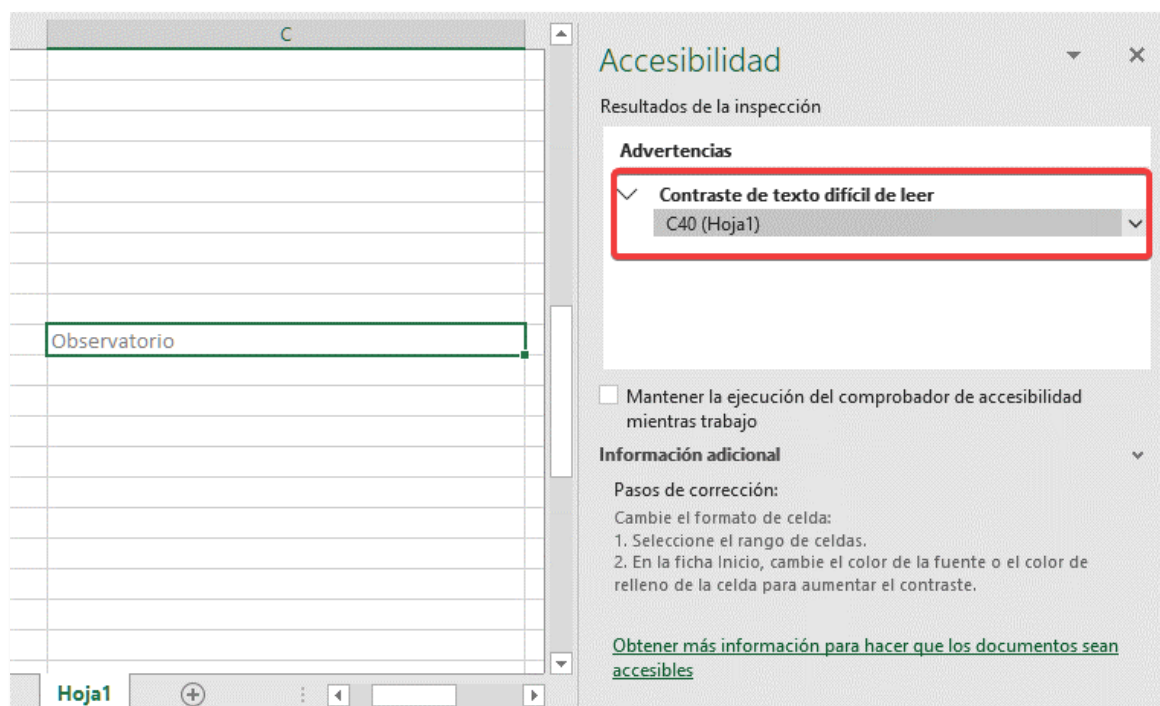 C
Observatorio
Hoja1
Accesibilidad
Resultados de la inspección
Advertencias
Contraste de texto difícil de leer
C40 (Hoja1)
Mantener la ejecución del comprobador de accesibilidad
mientras trabajo
Información adicional
Pasos de corrección:
Cambie el formato de celda:
1. Seleccione el rango de celdas.
2. En la ficha Inicio, cambie el color de la fuente o el color de
relleno de la celda para aumentar el contraste.
Obtener más información para hacer que los documentos sean
accesibles